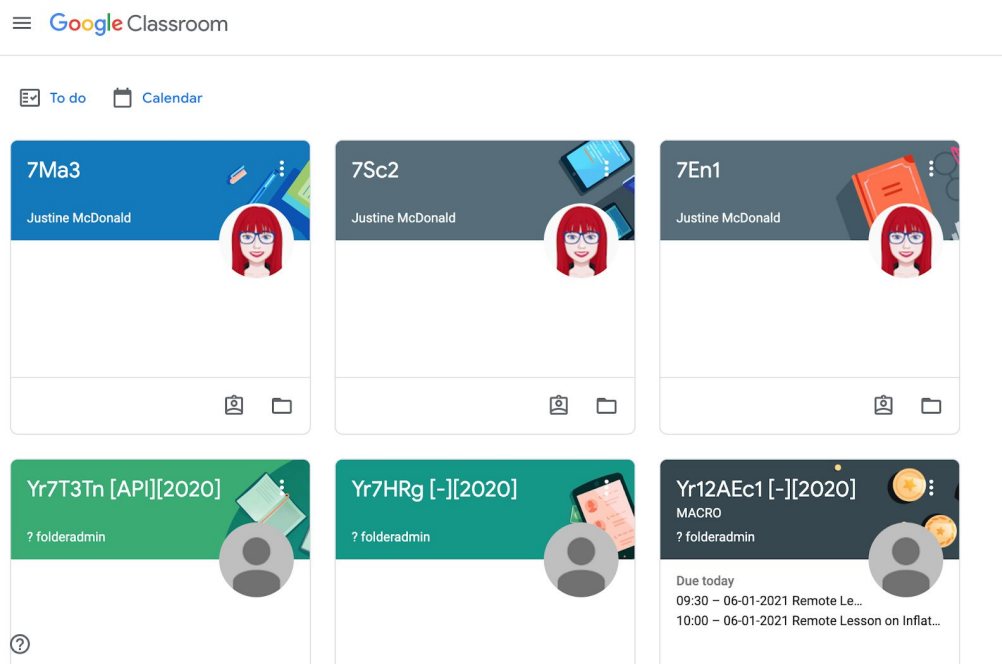 Google Classroom
To do
Calendar
7Ma3
Justine McDonald
7Sc2
Justine McDonald
7En1
Justine McDonald
Yr7T3Tn [API][2020]
? folderadmin
Yr7HRg [-][2020]
? folderadmin
Yr12AEc1 [-][2020]
MACRO
? folderadmin
Due today
09:30 – 06-01-2021 Remote Le...
10:00 – 06-01-2021 Remote Lesson on Inflat...